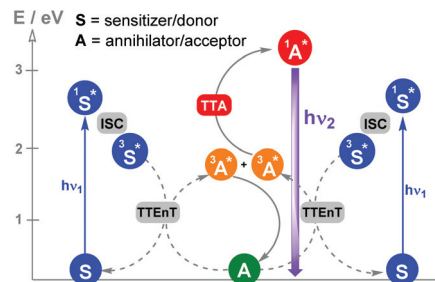 E / eV
S = sensitizer/donor
A = annihilator/acceptor
3
2
1
¹S*
ISC
³S*
hν₁
TTEnT
S
TTA
¹A*
hν₂
³A* + ³A*
A
¹S*
ISC
³S*
hν₁
TTEnT
S